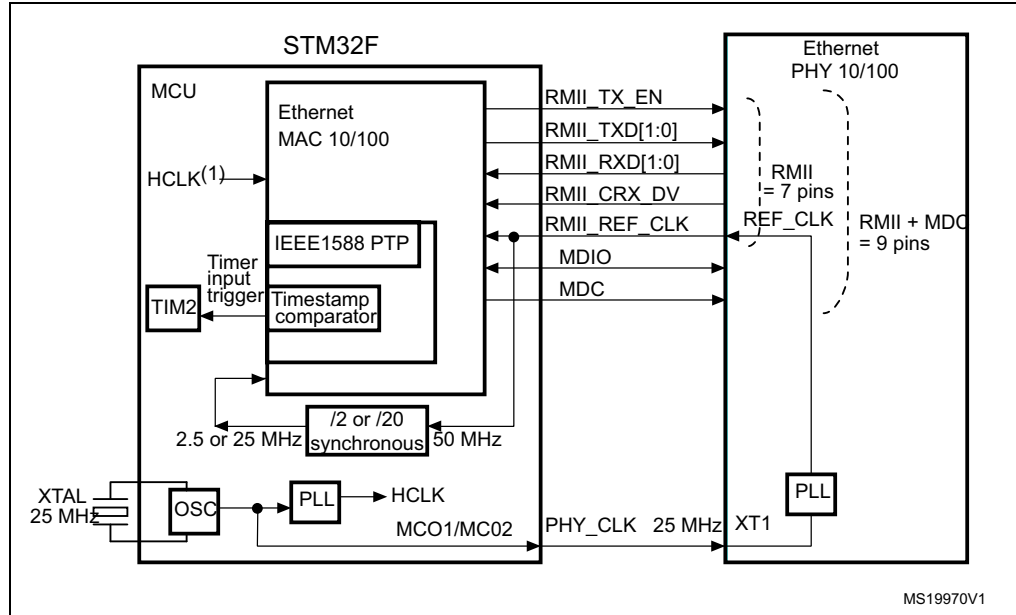 STM32F
Ethernet
PHY 10/100
MCU
Ethernet
MAC 10/100
HCLK(1)
RMII_TX_EN
RMII_TXD[1:0]
RMII_RXD[1:0]
RMII_CRX_DV
RMII_REF_CLK
MDIO
MDC
RMII
= 7 pins
REF_CLK
RMII + MDC
= 9 pins
IEEE1588 PTP
Timer
input
trigger
Timestamp
comparator
TIM2
/2 or /20
synchronous
2.5 or 25 MHz
50 MHz
XTAL
25 MHz
OSC
PLL
HCLK
MCO1/MC02
PHY_CLK
25 MHz
XT1
PLL
MS19970V1